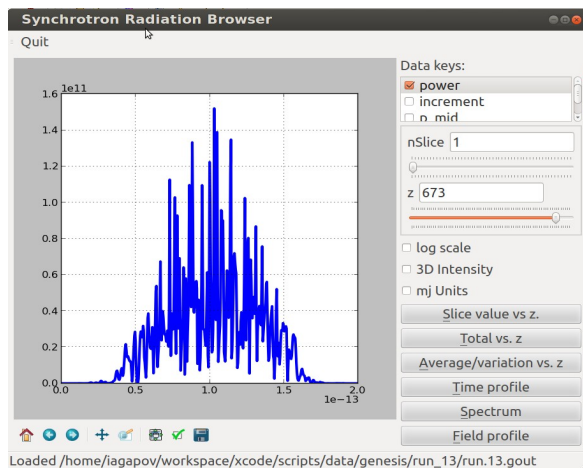 Synchrotron Radiation Browser
Quit
Data keys:
power
increment
p_mid
nSlice 1
z 673
log scale
3D Intensity
mj Units
Slice value vs z.
Total vs. z
Average/variation vs z
Time profile
Spectrum
Field profile
1e11
1.6
1.4
1.2
1.0
0.8
0.6
0.4
0.2
0.0
0.0 0.5 1.0 1.5 2.0
1e−13
Loaded /home/iagapov/workspace/xcode/scripts/data/genesis/run_13/run.13.gout